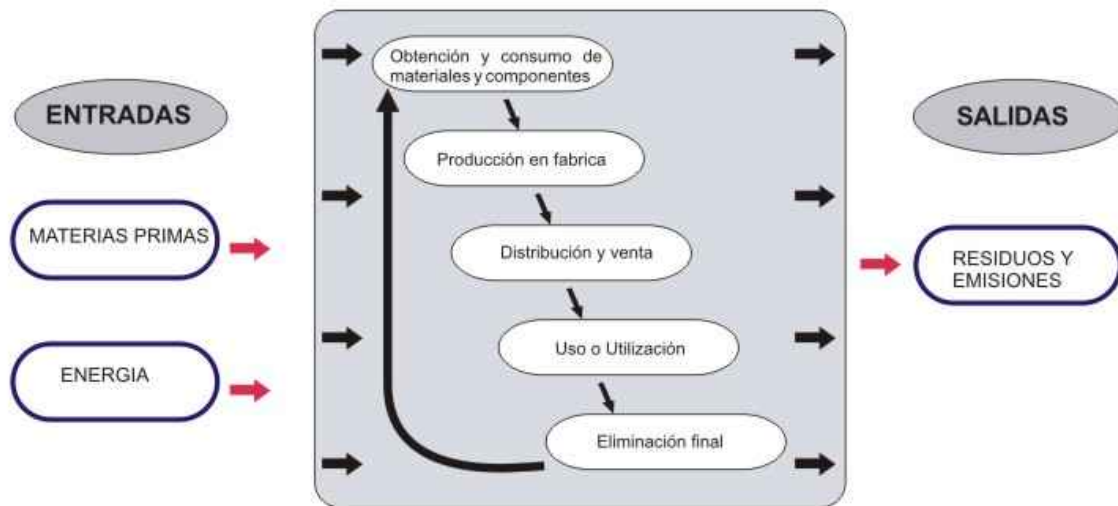 ENTRADAS
MATERIAS PRIMAS
ENERGIA
Obtención y consumo de
materiales y componentes
Producción en fabrica
Distribución y venta
Uso o Utilización
Eliminación final
SALIDAS
RESIDUOS Y
EMISIONES